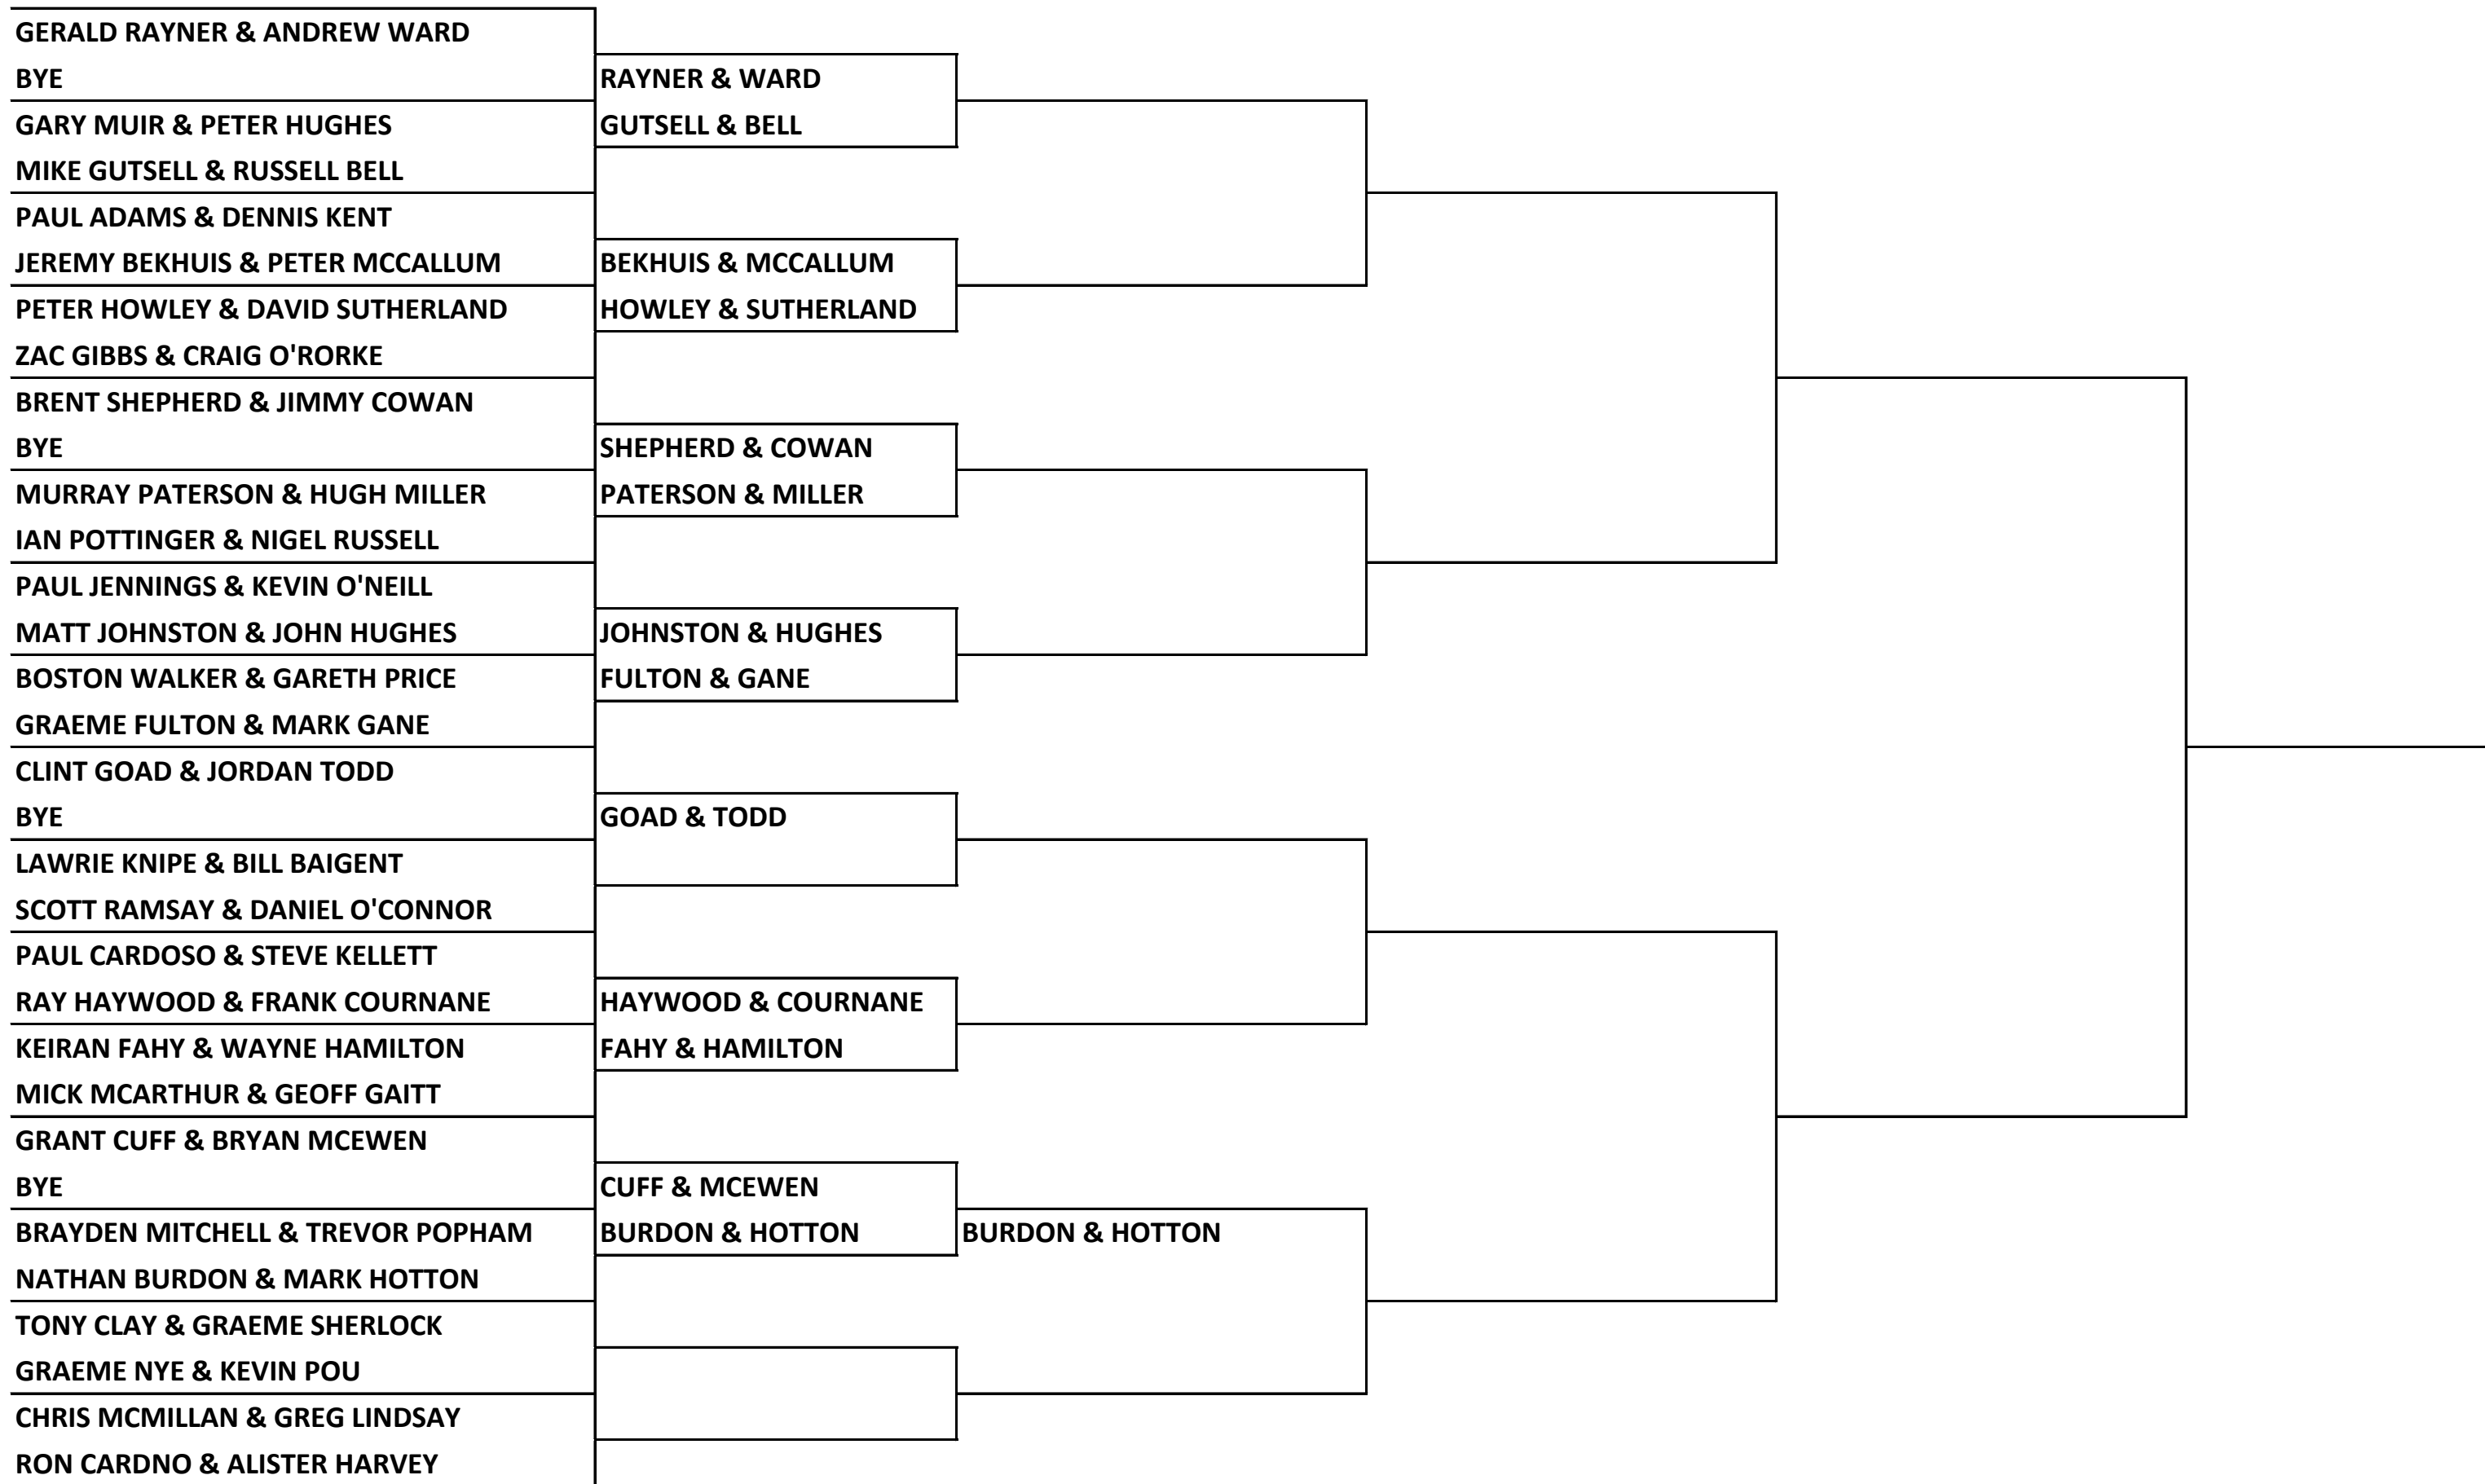 GERALD RAYNER & ANDREW WARD
BYE
RAYNER & WARD
GARY MUIR & PETER HUGHES
GUTSELL & BELL
MIKE GUTSELL & RUSSELL BELL
PAUL ADAMS & DENNIS KENT
JEREMY BEKHUIS & PETER MCCALLUM
BEKHUIS & MCCALLUM
PETER HOWLEY & DAVID SUTHERLAND
HOWLEY & SUTHERLAND
ZAC GIBBS & CRAIG O'RORKE
BRENT SHEPHERD & JIMMY COWAN
BYE
SHEPHERD & COWAN
MURRAY PATERSON & HUGH MILLER
PATERSON & MILLER
IAN POTTINGER & NIGEL RUSSELL
PAUL JENNINGS & KEVIN O'NEILL
MATT JOHNSTON & JOHN HUGHES
JOHNSTON & HUGHES
BOSTON WALKER & GARETH PRICE
FULTON & GANE
GRAEME FULTON & MARK GANE
CLINT GOAD & JORDAN TODD
BYE
GOAD & TODD
LAWRIE KNIPE & BILL BAIGENT
SCOTT RAMSAY & DANIEL O'CONNOR
PAUL CARDOSO & STEVE KELLETT
RAY HAYWOOD & FRANK COURNANE
HAYWOOD & COURNANE
KEIRAN FAHY & WAYNE HAMILTON
FAHY & HAMILTON
MICK MCARTHUR & GEOFF GAITT
GRANT CUFF & BRYAN MCEWEN
BYE
CUFF & MCEWEN
BRAYDEN MITCHELL & TREVOR POPHAM
BURDON & HOTTON
BURDON & HOTTON
NATHAN BURDON & MARK HOTTON
TONY CLAY & GRAEME SHERLOCK
GRAEME NYE & KEVIN POU
CHRIS MCMILLAN & GREG LINDSAY
RON CARDNO & ALISTER HARVEY